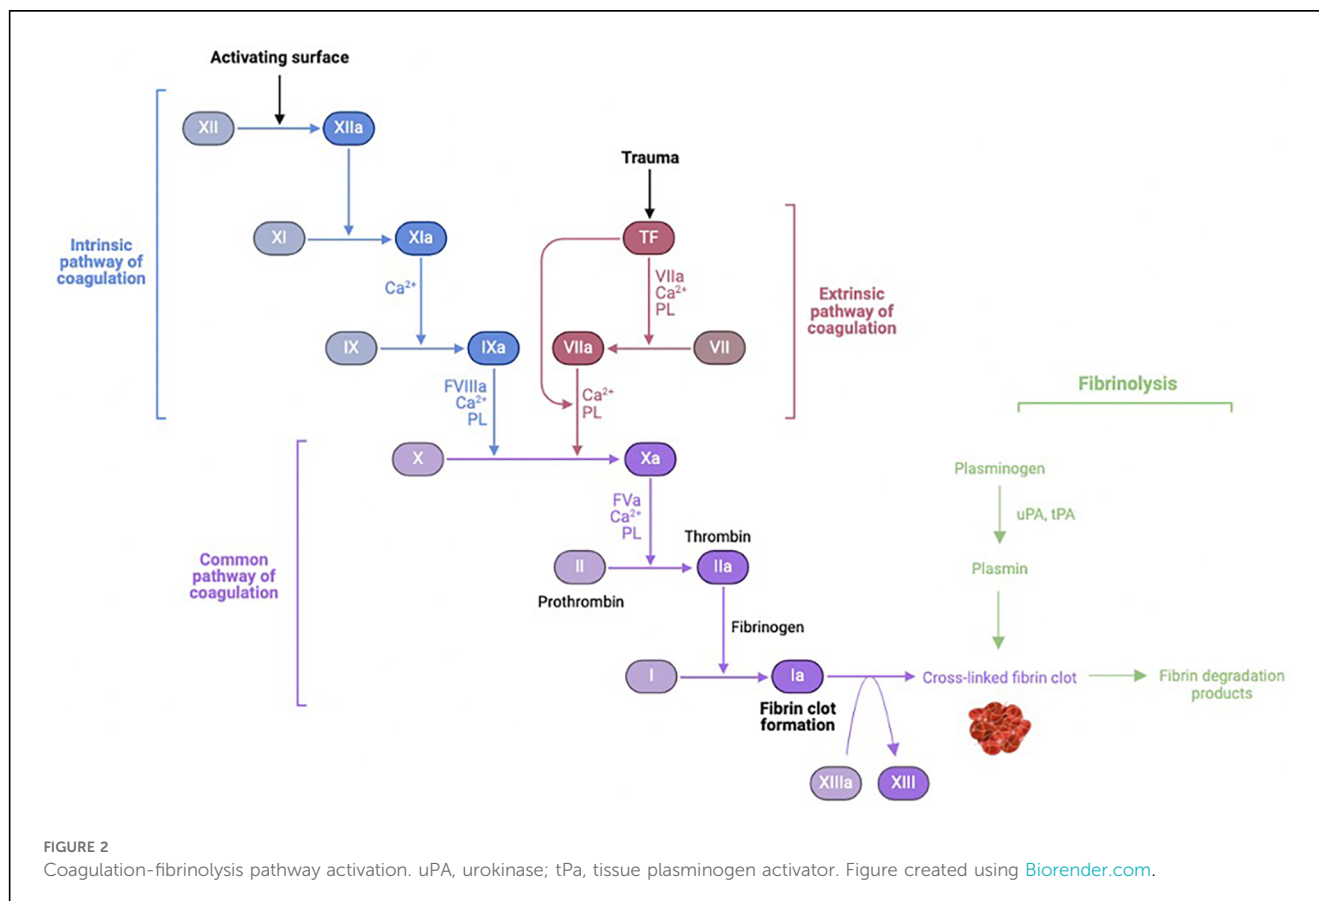 Activating surface
XII
XIIa
Trauma
XI
XIa
TF
Intrinsic
pathway of
coagulation
Ca²⁺
VIIa
Ca²⁺
PL
Extrinsic
pathway of
coagulation
IX
IXa
VIIa
VII
FVIIIa
Ca²⁺
PL
Ca²⁺
PL
Fibrinolysis
X
Xa
Plasminogen
FVa
Ca²⁺
PL
uPA, tPA
Common
pathway of
coagulation
Thrombin
II
IIa
Plasmin
Prothrombin
Fibrinogen
I
Ia
Cross-linked fibrin clot
Fibrin degradation
products
Fibrin clot
formation
XIIIa
XIII
FIGURE 2
Coagulation-fibrinolysis pathway activation. uPA, urokinase; tPa, tissue plasminogen activator. Figure created using Biorender.com.